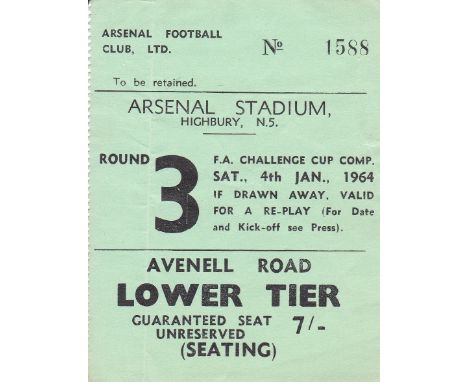 ARSENAL FOOTBALL
CLUB, LTD.
Nº 1588
To be retained.
ARSENAL STADIUM,
HIGHBURY, N.5.
ROUND 3
F.A. CHALLENGE CUP COMP.
SAT., 4th JAN., 1964
IF DRAWN AWAY, VALID
FOR A RE-PLAY (For Date
and Kick-off see Press).
AVENELL ROAD
LOWER TIER
GUARANTEED SEAT 7/-
UNRESERVED
(SEATING)